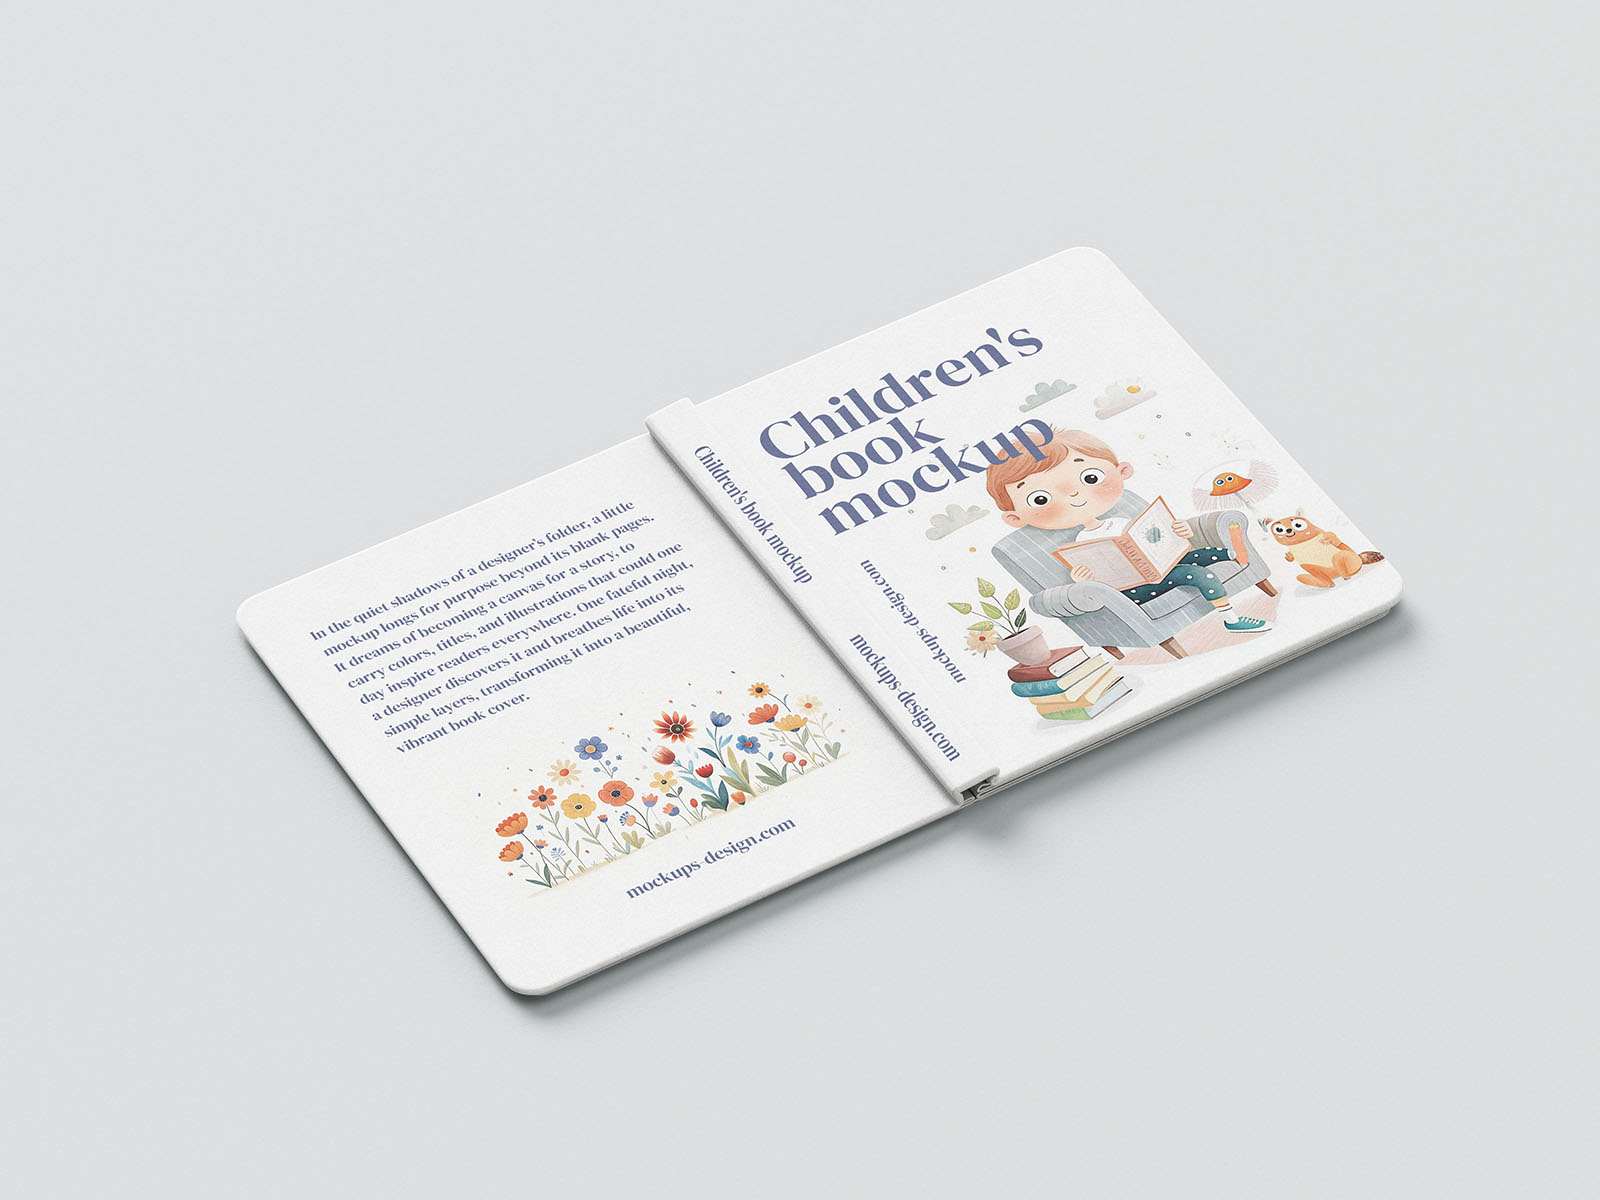 In the quiet shadows of a designer's folder, a little
mockup longs for purpose beyond its blank pages.
It dreams of becoming a canvas for a story, to
carry colors, titles, and illustrations that could one
day inspire readers everywhere. One fateful night,
a designer discovers it and breathes life into its
simple layers, transforming it into a beautiful,
vibrant book cover.
mockups-design.com
Children's book mockup
mockups-design.com
Children's
book
mockup
mockups-design.com